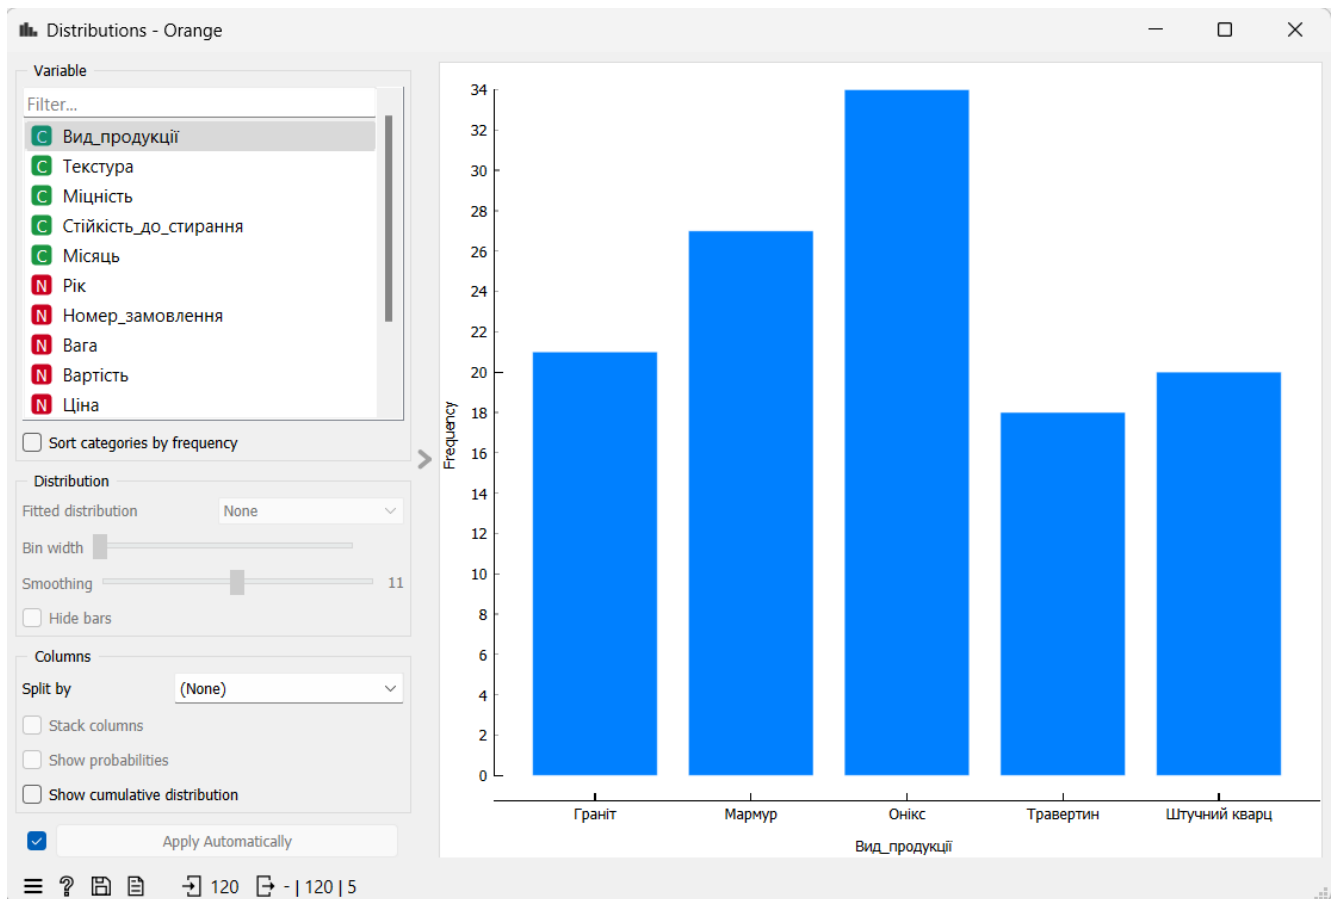 Distributions - Orange
Variable
Filter...
C Вид_продукції
C Текстура
C Міцність
C Стійкість_до_стирання
C Місяць
N Рік
N Номер_замовлення
N Вага
N Вартість
N Ціна
Sort categories by frequency
Distribution
Fitted distribution None
Bin width
Smoothing 11
Hide bars
Columns
Split by (None)
Stack columns
Show probabilities
Show cumulative distribution
Apply Automatically
120 - | 120 | 5
34
32
30
28
26
24
22
20
18
16
14
12
10
8
6
4
2
0
Frequency
Граніт Мармур Онікс Травертин Штучний кварц
Вид_продукції